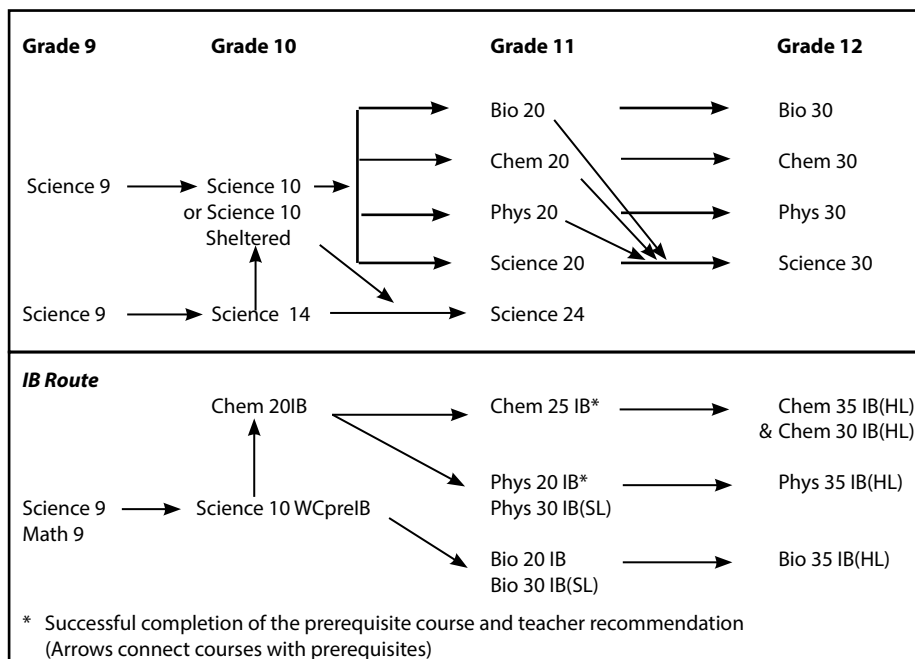 Grade 9 Grade 10 Grade 11 Grade 12
Bio 20 Bio 30
Chem 20 Chem 30
Science 9 Science 10
or Science 10
Sheltered
Phys 20 Phys 30
Science 20 Science 30
Science 9 Science 14 Science 24
IB Route
Chem 20IB Chem 25 IB* Chem 35 IB(HL)
& Chem 30 IB(HL)
Science 9
Math 9
Science 10 WCpreIB
Phys 20 IB*
Phys 30 IB(SL)
Phys 35 IB(HL)
Bio 20 IB
Bio 30 IB(SL)
Bio 35 IB(HL)
* Successful completion of the prerequisite course and teacher recommendation
(Arrows connect courses with prerequisites)